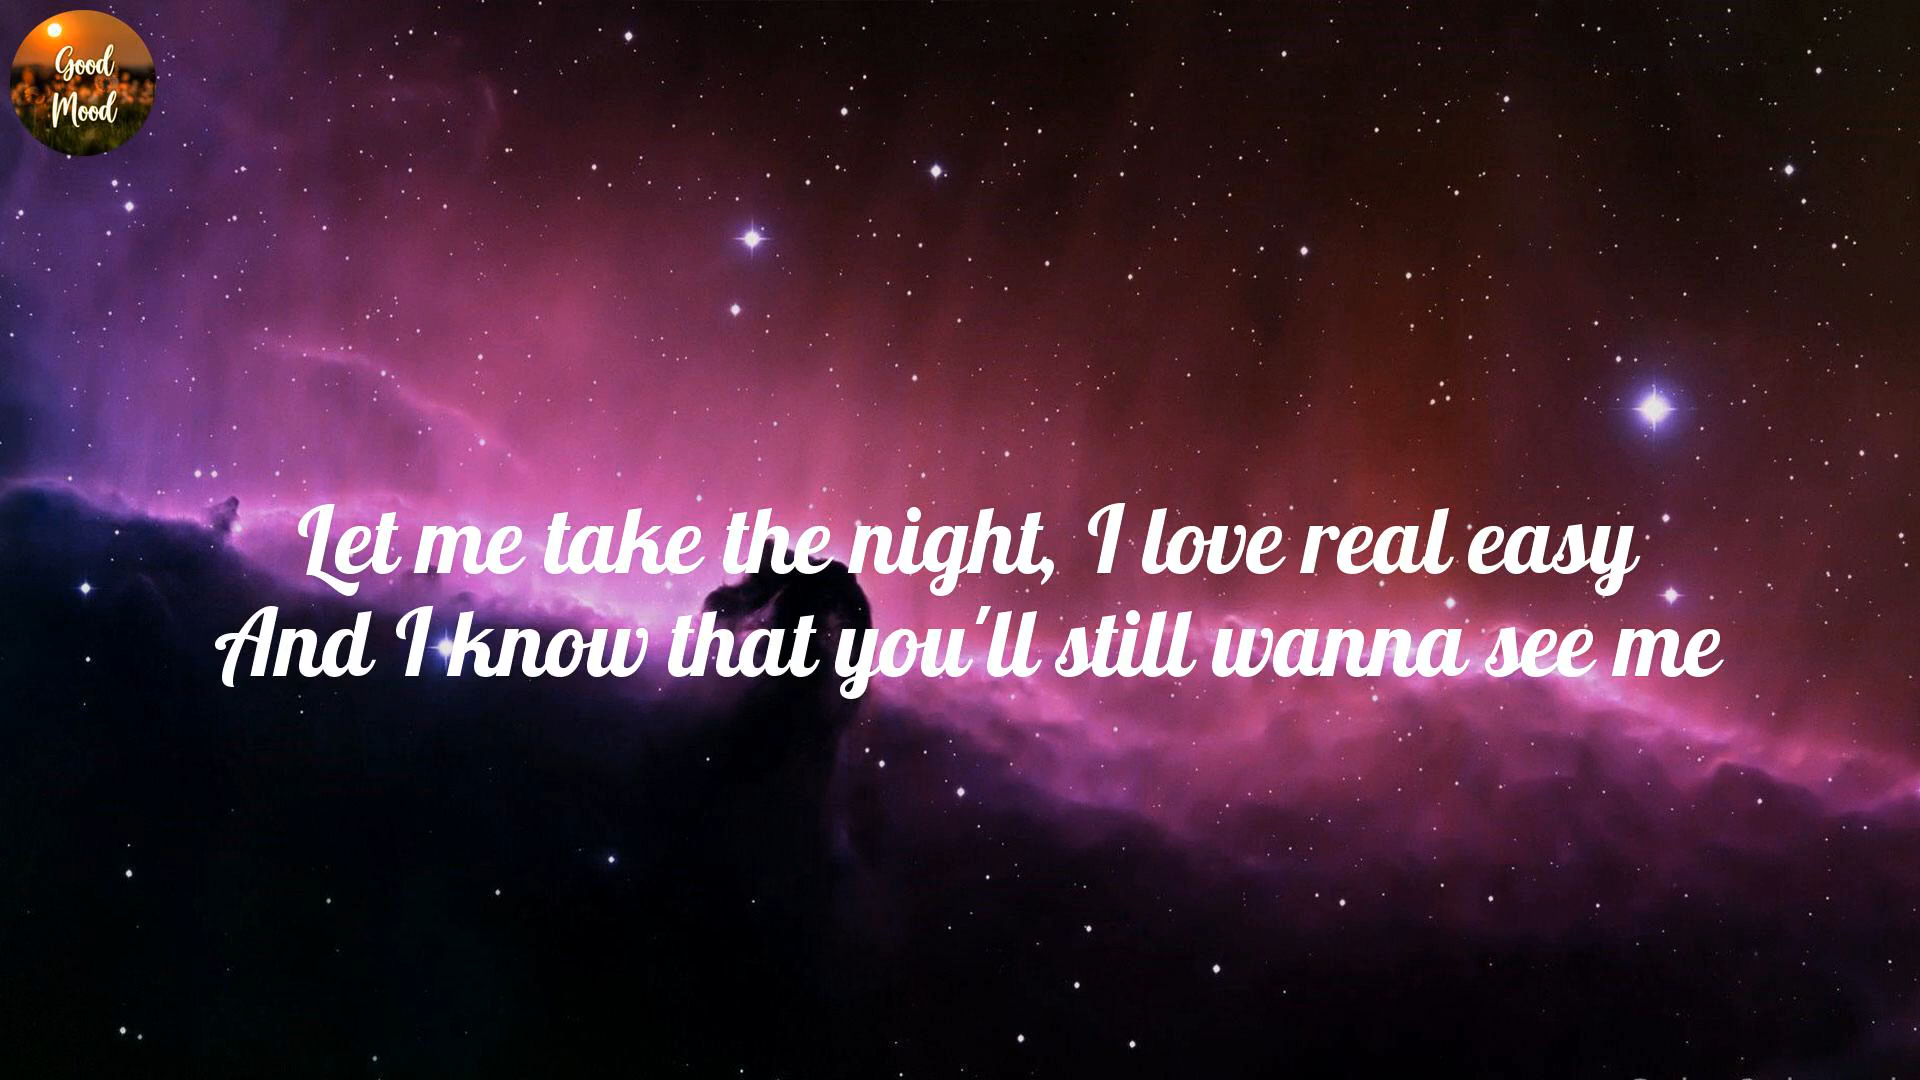 Good
Mood
Let me take the night, I love real easy
And I know that you'll still wanna see me